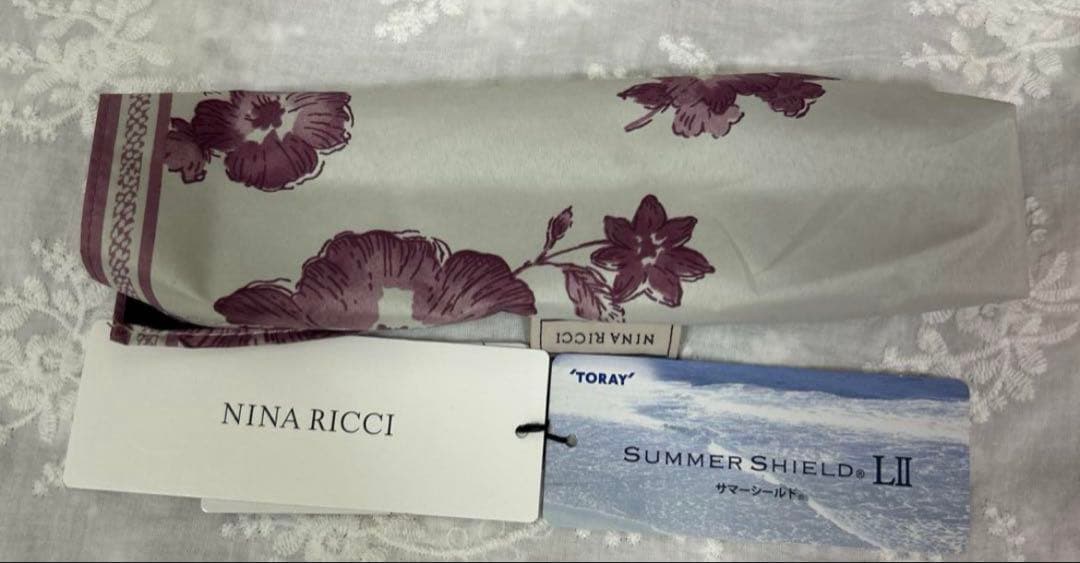 NINA RICCI
NINA RICCI
'TORAY'
SUMMER SHIELD® LII
サマーシールド®